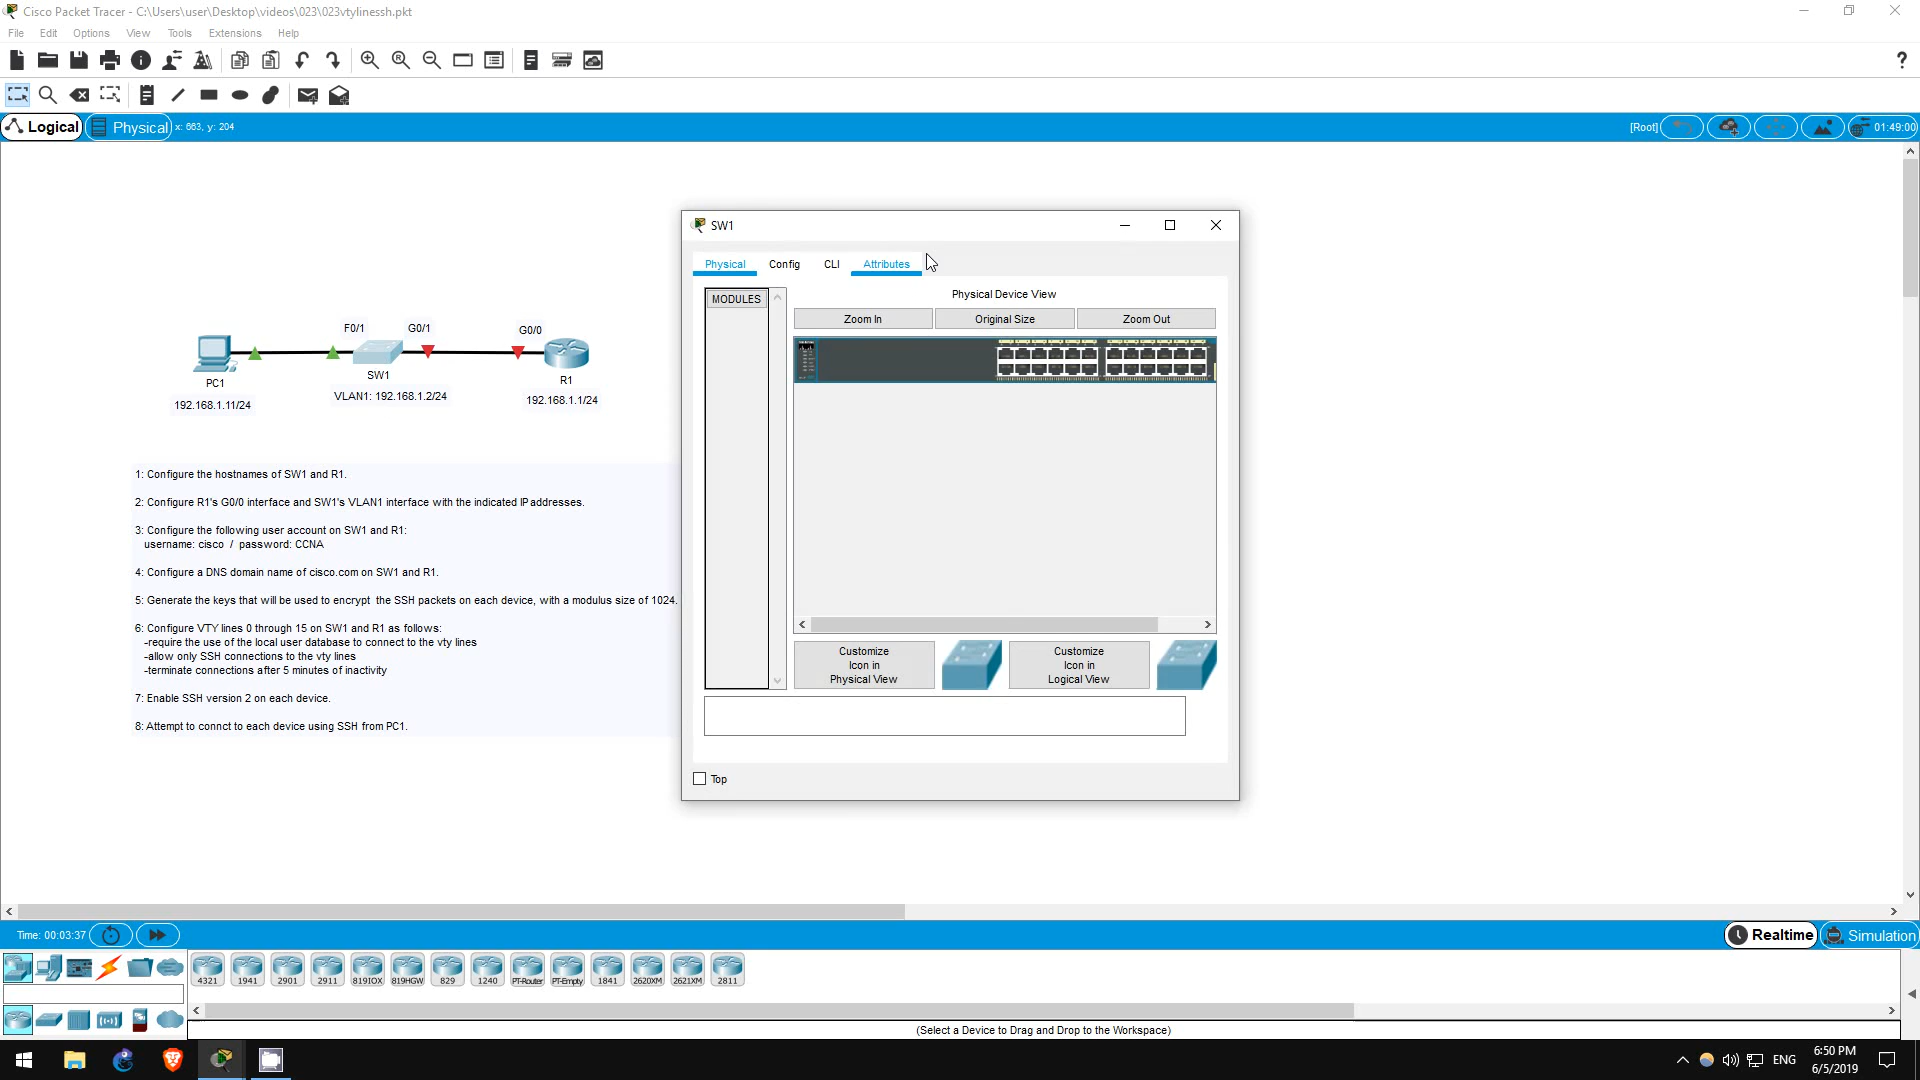 Cisco Packet Tracer - C:\Users\user\Desktop\videos\023\023vtylinessh.pkt
File Edit Options View Tools Extensions Help
Logical Physical x: 663, y: 204 [Root] 01:49:00
SW1
Physical Config CLI Attributes
MODULES
Physical Device View
Zoom In Original Size Zoom Out
F0/1 G0/1 G0/0
PC1 SW1 R1
192.168.1.11/24 VLAN1: 192.168.1.2/24 192.168.1.1/24
1: Configure the hostnames of SW1 and R1.
2: Configure R1's G0/0 interface and SW1's VLAN1 interface with the indicated IP addresses.
3: Configure the following user account on SW1 and R1:
username: cisco / password: CCNA
4: Configure a DNS domain name of cisco.com on SW1 and R1.
5: Generate the keys that will be used to encrypt the SSH packets on each device, with a modulus size of 1024.
6: Configure VTY lines 0 through 15 on SW1 and R1 as follows:
-require the use of the local user database to connect to the vty lines
-allow only SSH connections to the vty lines
-terminate connections after 5 minutes of inactivity
7: Enable SSH version 2 on each device.
8: Attempt to connct to each device using SSH from PC1.
Customize
Icon in
Physical View
Customize
Icon in
Logical View
Top
Time: 00:03:37 Realtime Simulation
4321 1941 2901 2911 819IOX 819HGW 829 1240 PT-Router PT-Empty 1841 2620XM 2621XM 2811
(Select a Device to Drag and Drop to the Workspace)
ENG
6:50 PM
6/5/2019